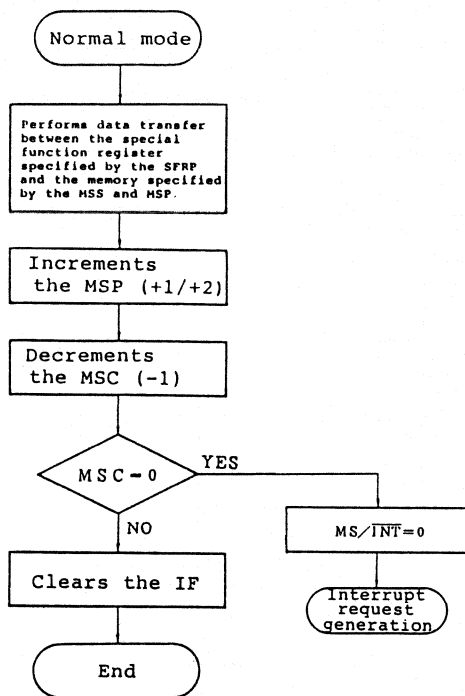 Normal mode
Performs data transfer
between the special
function register
specified by the SFRP
and the memory specified
by the MSS and MSP.
Increments
the MSP (+1/+2)
Decrements
the MSC (-1)
MSC=0
YES
NO
MS/I̅N̅T̅=0
Clears the IF
Interrupt
request
generation
End